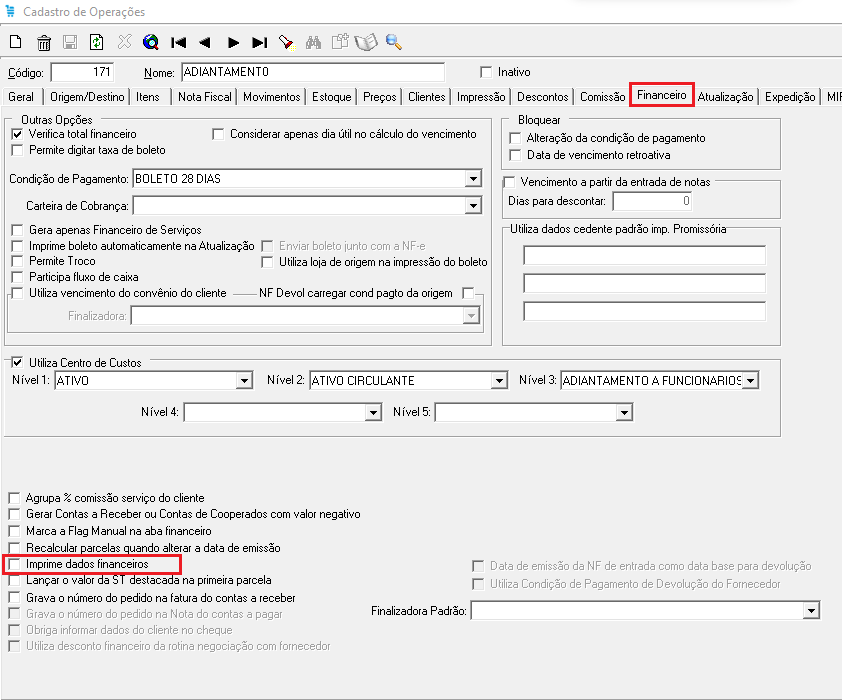 Cadastro de Operações
Código: 171 Nome: ADIANTAMENTO Inativo
Geral Origem/Destino Itens Nota Fiscal Movimentos Estoque Preços Clientes Impressão Descontos Comissão Financeiro Atualização Expedição
Outras Opções
Verifica total financeiro Considerar apenas dia útil no cálculo do vencimento
Permite digitar taxa de boleto
Condição de Pagamento: BOLETO 28 DIAS
Carteira de Cobrança:
Gera apenas Financeiro de Serviços
Imprime boleto automaticamente na Atualização Enviar boleto junto com a NF-e
Permite Troco Utiliza loja de origem na impressão do boleto
Participa fluxo de caixa
Utiliza vencimento do convênio do cliente NF Devol carregar cond pagto da origem
Finalizadora:
Bloquear
Alteração da condição de pagamento
Data de vencimento retroativa
Vencimento a partir da entrada de notas
Dias para descontar: 0
Utiliza dados cedente padrão imp. Promissória
Utiliza Centro de Custos
Nível 1: ATIVO Nível 2: ATIVO CIRCULANTE Nível 3: ADIANTAMENTO A FUNCIONARIOS
Nível 4: Nível 5:
Agrupa % comissão serviço do cliente
Gerar Contas a Receber ou Contas de Cooperados com valor negativo
Marca a Flag Manual na aba financeiro
Recalcular parcelas quando alterar a data de emissão
Imprime dados financeiros
Lançar o valor da ST destacada na primeira parcela
Grava o número do pedido na fatura do contas a receber
Grava o número do pedido na Nota do contas a pagar
Obriga informar dados do cliente no cheque
Utiliza desconto financeiro da rotina negociação com fornecedor
Data de emissão da NF de entrada como data base para devolução
Utiliza Condição de Pagamento de Devolução do Fornecedor
Finalizadora Padrão: